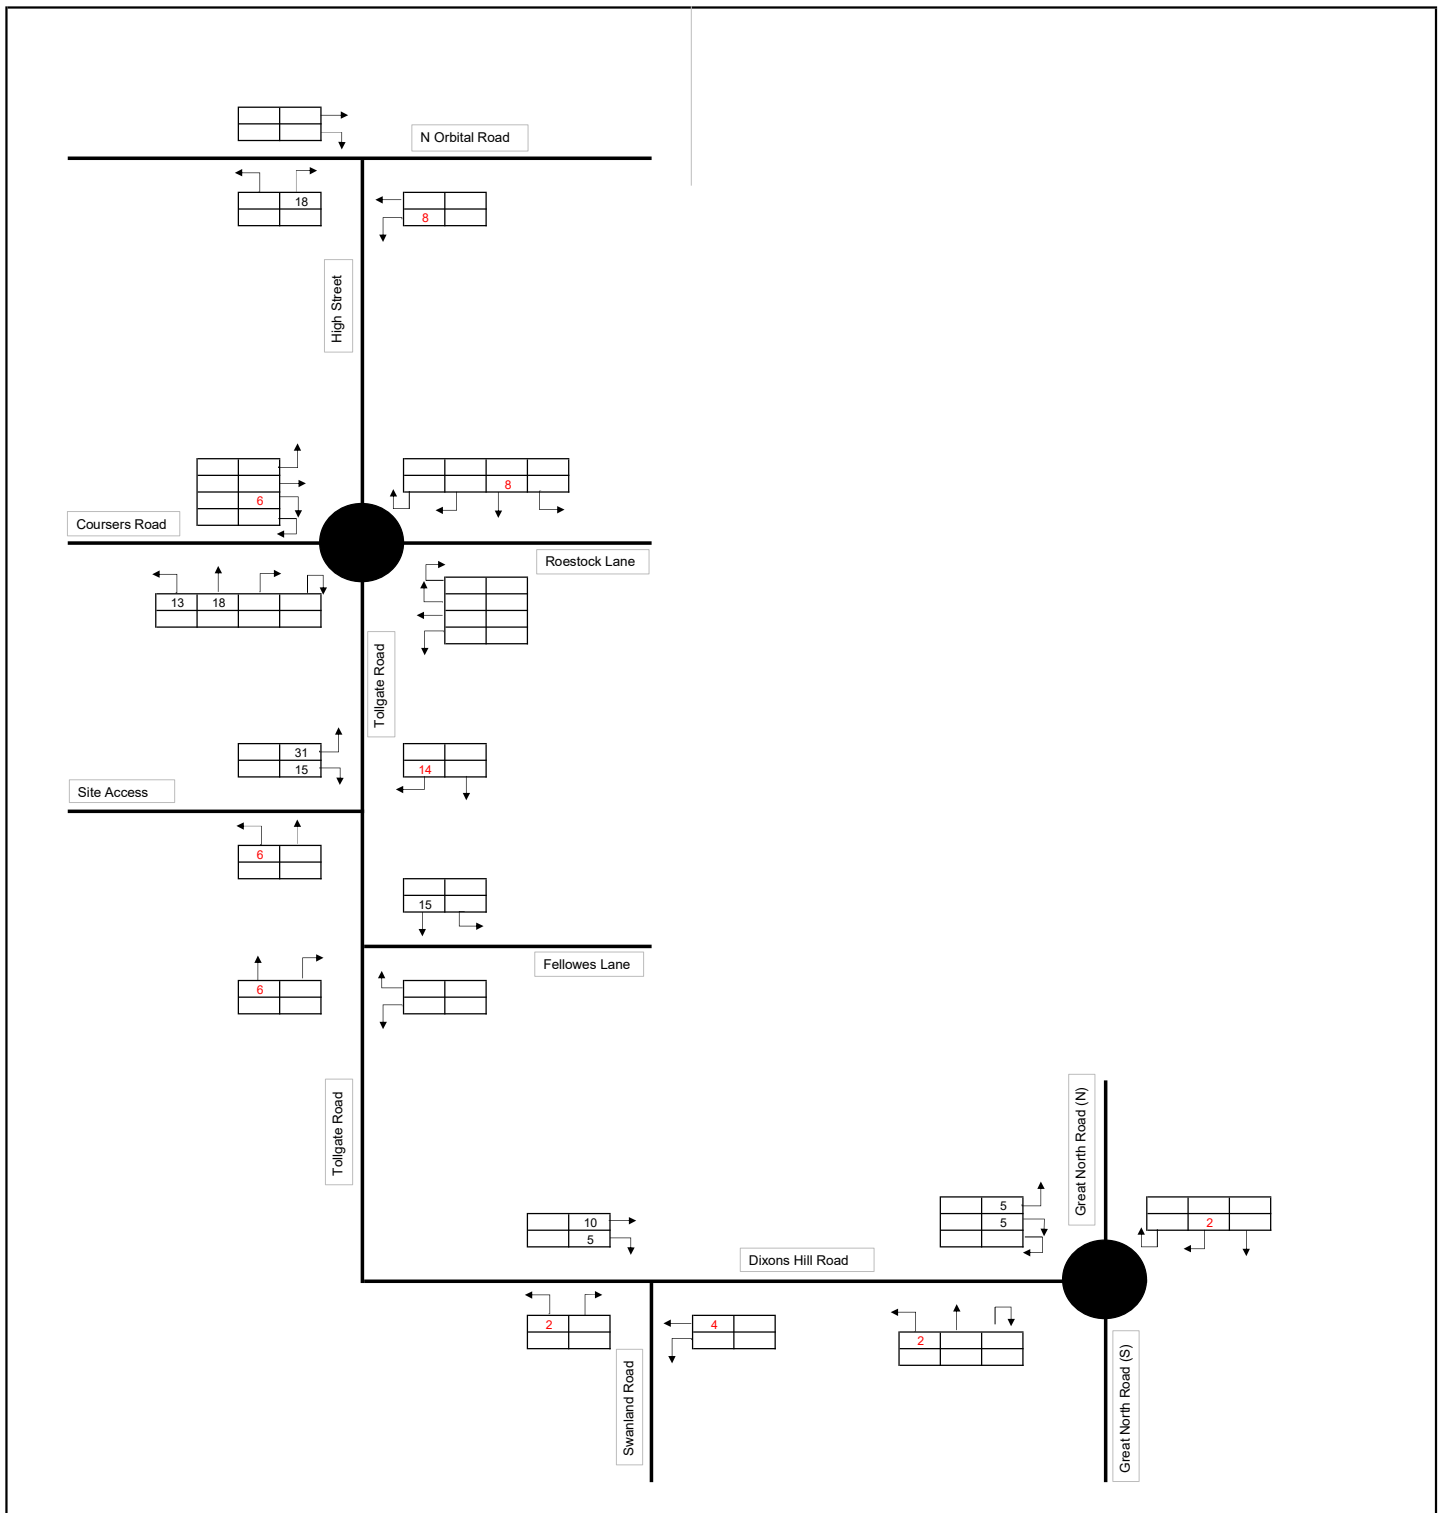 N Orbital Road
18
8
High Street
6
8
Coursers Road
Roestock Lane
13 18
Tollgate Road
31
15
14
Site Access
6
15
Fellowes Lane
6
Tollgate Road
Great North Road (N)
5
5
2
10
5
Dixons Hill Road
2
4
2
Swanland Road
Great North Road (S)